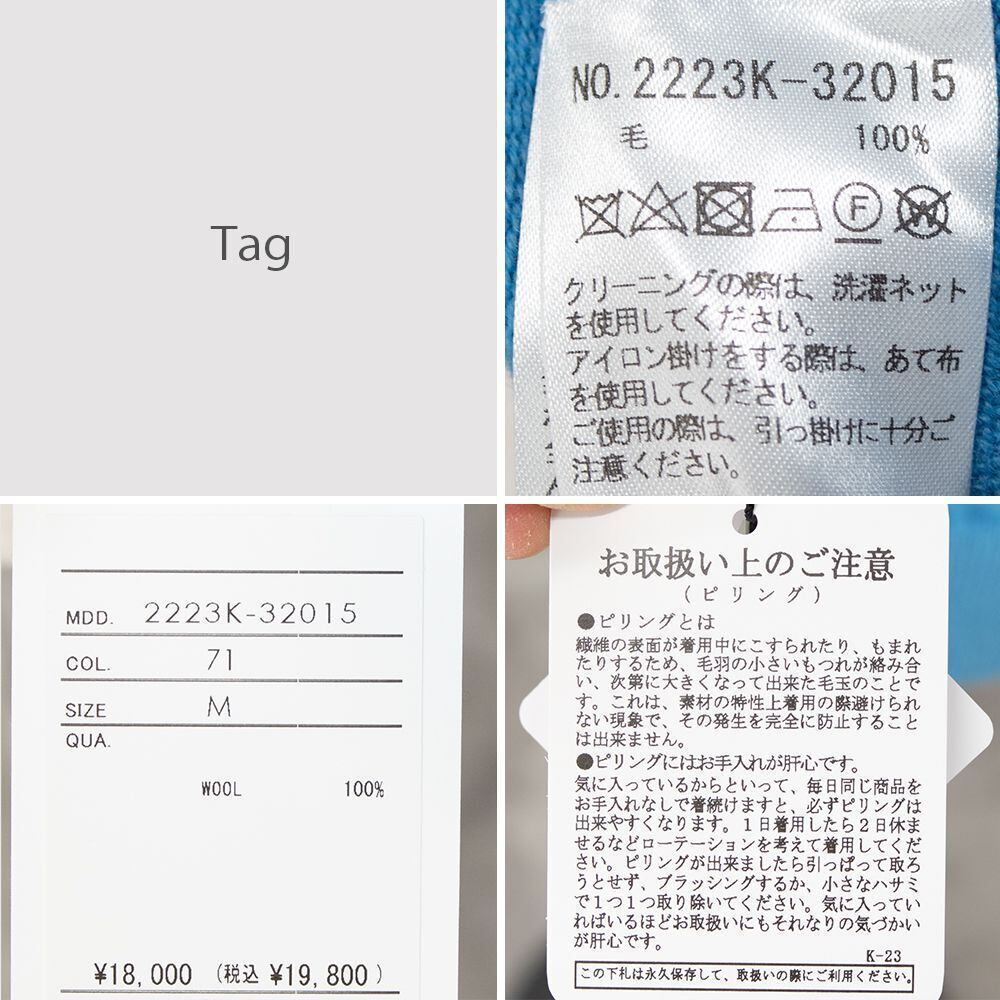 Tag
NO. 2223K-32015
毛 100%
F W
クリーニングの際は、洗濯ネット
を使用してください。
アイロン掛けをする際は、あて布
を使用してください。
ご使用の際は、引っ掛けに十分ご
注意ください。
MDD. 2223K-32015
COL. 71
SIZE M
QUA.
WOOL 100%
¥18,000 (税込 ¥19,800)
お取扱い上のご注意
(ピリング)
●ピリングとは
繊維の表面が着用中にこすられたり、もまれ
たりするため、毛羽の小さいもつれが絡み合
い、次第に大きくなって出来た毛玉のことで
す。これは、素材の特性上着用の際避けられ
ない現象で、その発生を完全に防止すること
は出来ません。
●ピリングにはお手入れが肝心です。
気に入っているからといって、毎日同じ商品を
お手入れなしで着続けますと、必ずピリングは
出来やすくなります。1日着用したら2日休ま
せるなどローテーションを考えて着用してくだ
さい。ピリングが出来ましたら引っぱって取ろ
うとせず、ブラッシングするか、小さなハサミ
で1つ1つ取り除いてください。気に入ってい
ればいるほどお取扱いにもそれなりの気づかい
が肝心です。
K-23
この下札は永久保存して、取扱いの際にご利用ください。